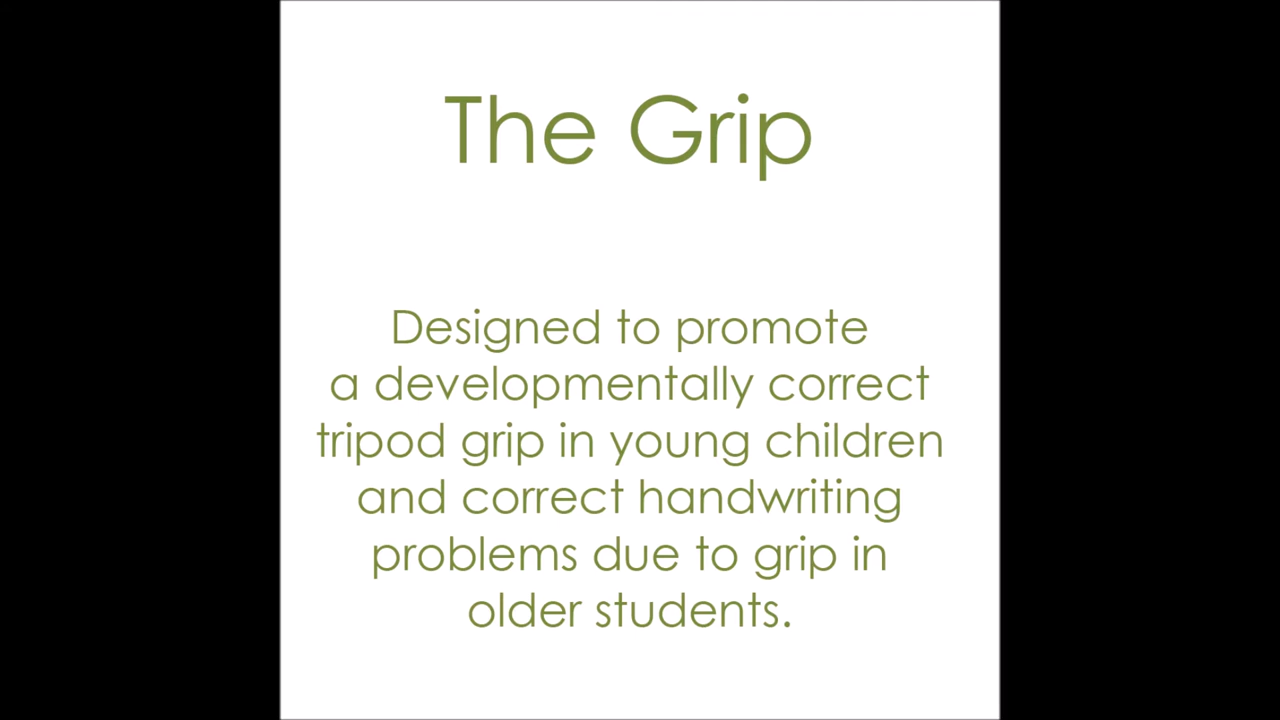 The Grip
Designed to promote
a developmentally correct
tripod grip in young children
and correct handwriting
problems due to grip in
older students.